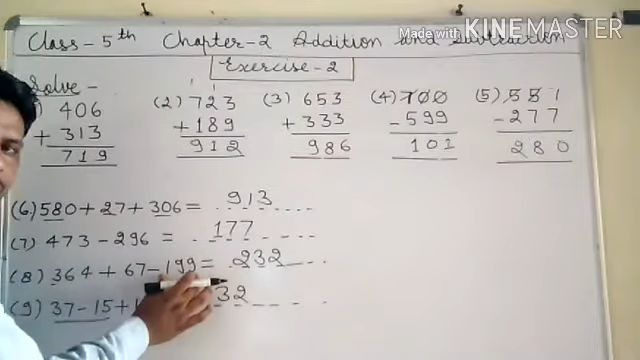 Made with KINEMASTER
Class-5th Chapter-2 Addition and Subtraction
Exercise-2
Solve-
406 (2) 723 (3) 653 (4) 700 (5) 581
+ 313 + 189 + 333 - 599 - 277
719 912 986 101 280
(6) 580 + 27 + 306 = 913
(7) 473 - 296 = 177
(8) 364 + 67 - 199 = 232
(9) 37 - 15 + 32